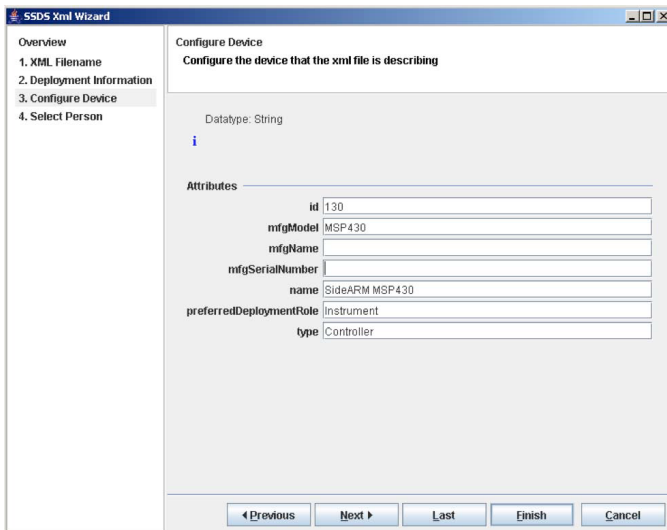 SSDS Xml Wizard
Overview
1. XML Filename
2. Deployment Information
3. Configure Device
4. Select Person
Configure Device
Configure the device that the xml file is describing
Datatype: String
i
Attributes
id 130
mfgModel MSP430
mfgName
mfgSerialNumber
name SideARM MSP430
preferredDeploymentRole Instrument
type Controller
Previous Next Last Finish Cancel